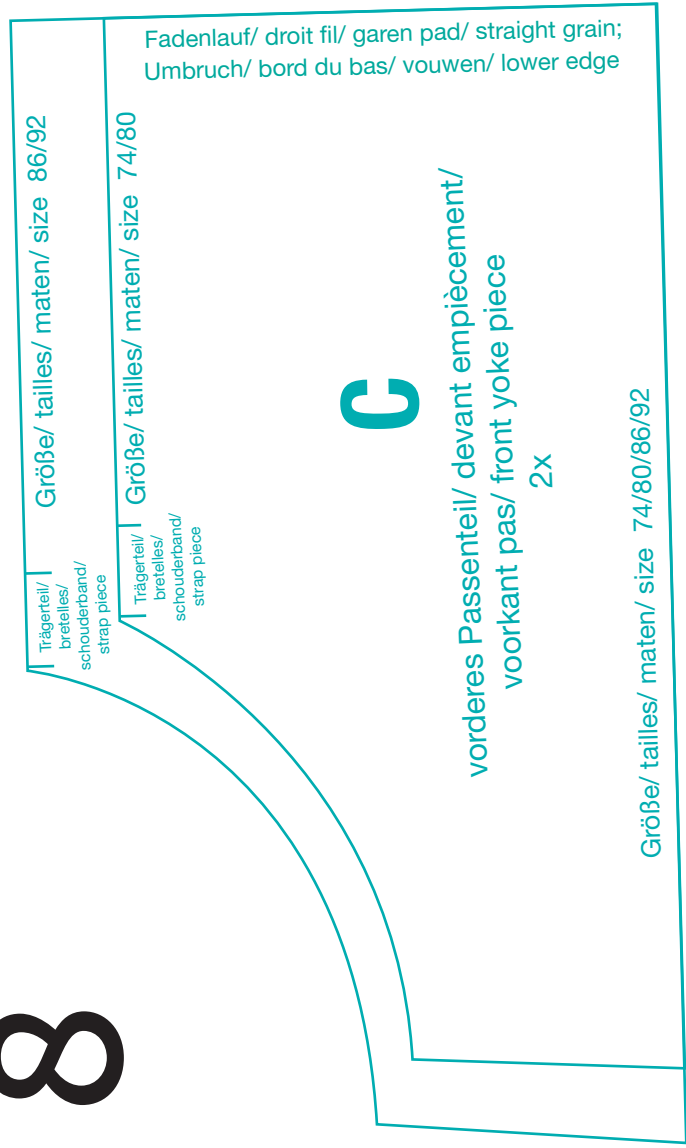 Fadenlauf/ droit fil/ garen pad/ straight grain;
Umbruch/ bord du bas/ vouwen/ lower edge
Größe/ tailles/ maten/ size 86/92
Trägerteil/
bretelles/
schouderband/
strap piece
Größe/ tailles/ maten/ size 74/80
Trägerteil/
bretelles/
schouderband/
strap piece
C
vorderes Passenteil/ devant empiècement/
voorkant pas/ front yoke piece
2x
Größe/ tailles/ maten/ size 74/80/86/92
8